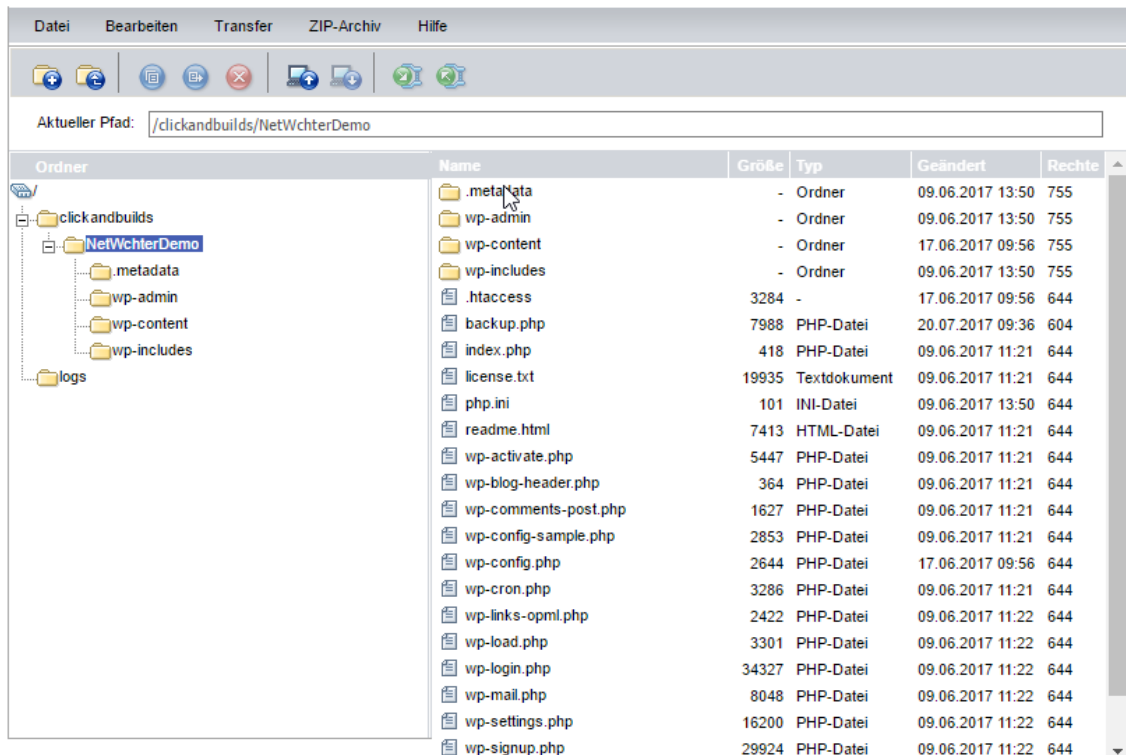 Datei Bearbeiten Transfer ZIP-Archiv Hilfe
Aktueller Pfad: /clickandbuilds/NetWchterDemo
Ordner
/
clickandbuilds
NetWchterDemo
.metadata
wp-admin
wp-content
wp-includes
logs
Name Größe Typ Geändert Rechte
.metadata - Ordner 09.06.2017 13:50 755
wp-admin - Ordner 09.06.2017 13:50 755
wp-content - Ordner 17.06.2017 09:56 755
wp-includes - Ordner 09.06.2017 13:50 755
.htaccess 3284 - 17.06.2017 09:56 644
backup.php 7988 PHP-Datei 20.07.2017 09:36 604
index.php 418 PHP-Datei 09.06.2017 11:21 644
license.txt 19935 Textdokument 09.06.2017 11:21 644
php.ini 101 INI-Datei 09.06.2017 13:50 644
readme.html 7413 HTML-Datei 09.06.2017 11:21 644
wp-activate.php 5447 PHP-Datei 09.06.2017 11:21 644
wp-blog-header.php 364 PHP-Datei 09.06.2017 11:21 644
wp-comments-post.php 1627 PHP-Datei 09.06.2017 11:21 644
wp-config-sample.php 2853 PHP-Datei 09.06.2017 11:21 644
wp-config.php 2644 PHP-Datei 17.06.2017 09:56 644
wp-cron.php 3286 PHP-Datei 09.06.2017 11:21 644
wp-links-opml.php 2422 PHP-Datei 09.06.2017 11:22 644
wp-load.php 3301 PHP-Datei 09.06.2017 11:22 644
wp-login.php 34327 PHP-Datei 09.06.2017 11:22 644
wp-mail.php 8048 PHP-Datei 09.06.2017 11:22 644
wp-settings.php 16200 PHP-Datei 09.06.2017 11:22 644
wp-signup.php 29924 PHP-Datei 09.06.2017 11:22 644